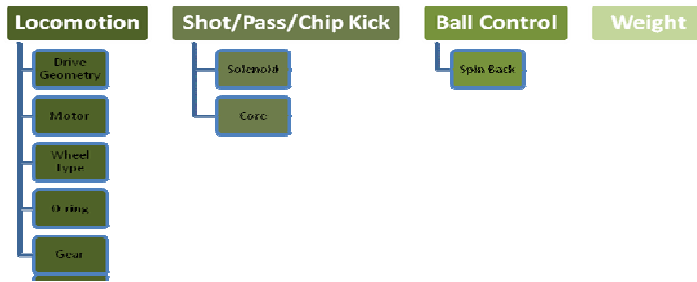 Locomotion
Shot/Pass/Chip Kick
Ball Control
Weight
Drive
Geometry
Motor
Wheel
Type
O ring
Gear
Solenoid
Core
Spin Back